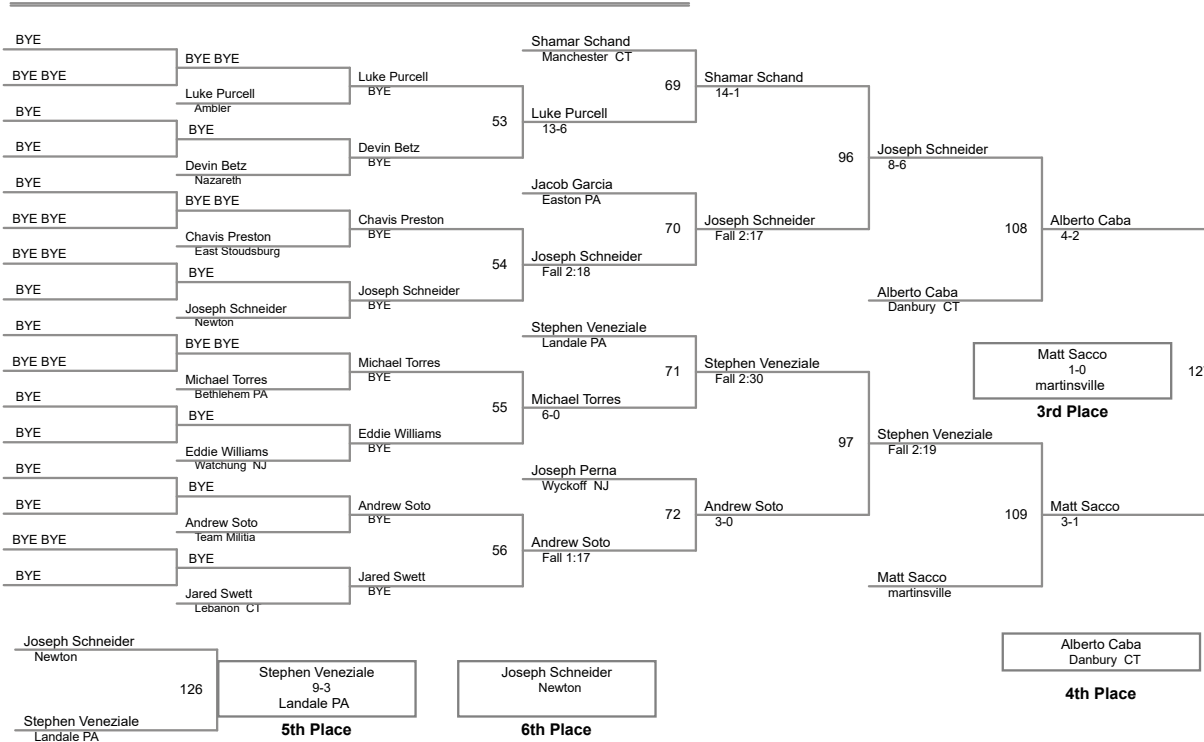 BYE
BYE BYE
BYE
BYE
BYE
BYE BYE
BYE BYE
BYE
BYE
BYE BYE
BYE
BYE
BYE
BYE
BYE BYE
BYE
BYE BYE
Luke Purcell
Ambler
BYE
Devin Betz
Nazareth
BYE BYE
Chavis Preston
East Stoudsburg
BYE
Joseph Schneider
Newton
BYE BYE
Michael Torres
Bethlehem PA
BYE
Eddie Williams
Watchung NJ
BYE
Andrew Soto
Team Militia
BYE
Jared Swett
Lebanon CT
Luke Purcell
BYE
53
Devin Betz
BYE
Chavis Preston
BYE
54
Joseph Schneider
BYE
Michael Torres
BYE
55
Eddie Williams
BYE
Andrew Soto
BYE
56
Jared Swett
BYE
Shamar Schand
Manchester CT
69
Luke Purcell
13-6
Jacob Garcia
Easton PA
70
Joseph Schneider
Fall 2:18
Stephen Veneziale
Landale PA
71
Michael Torres
6-0
Joseph Perna
Wyckoff NJ
72
Andrew Soto
Fall 1:17
Shamar Schand
14-1
96
Joseph Schneider
Fall 2:17
Stephen Veneziale
Fall 2:30
97
Andrew Soto
3-0
Joseph Schneider
8-6
108
Alberto Caba
Danbury CT
Stephen Veneziale
Fall 2:19
109
Matt Sacco
martinsville
Alberto Caba
4-2
Matt Sacco
1-0
martinsville
3rd Place
Matt Sacco
3-1
Joseph Schneider
Newton
126
Stephen Veneziale
Landale PA
Stephen Veneziale
9-3
Landale PA
5th Place
Joseph Schneider
Newton
6th Place
Alberto Caba
Danbury CT
4th Place